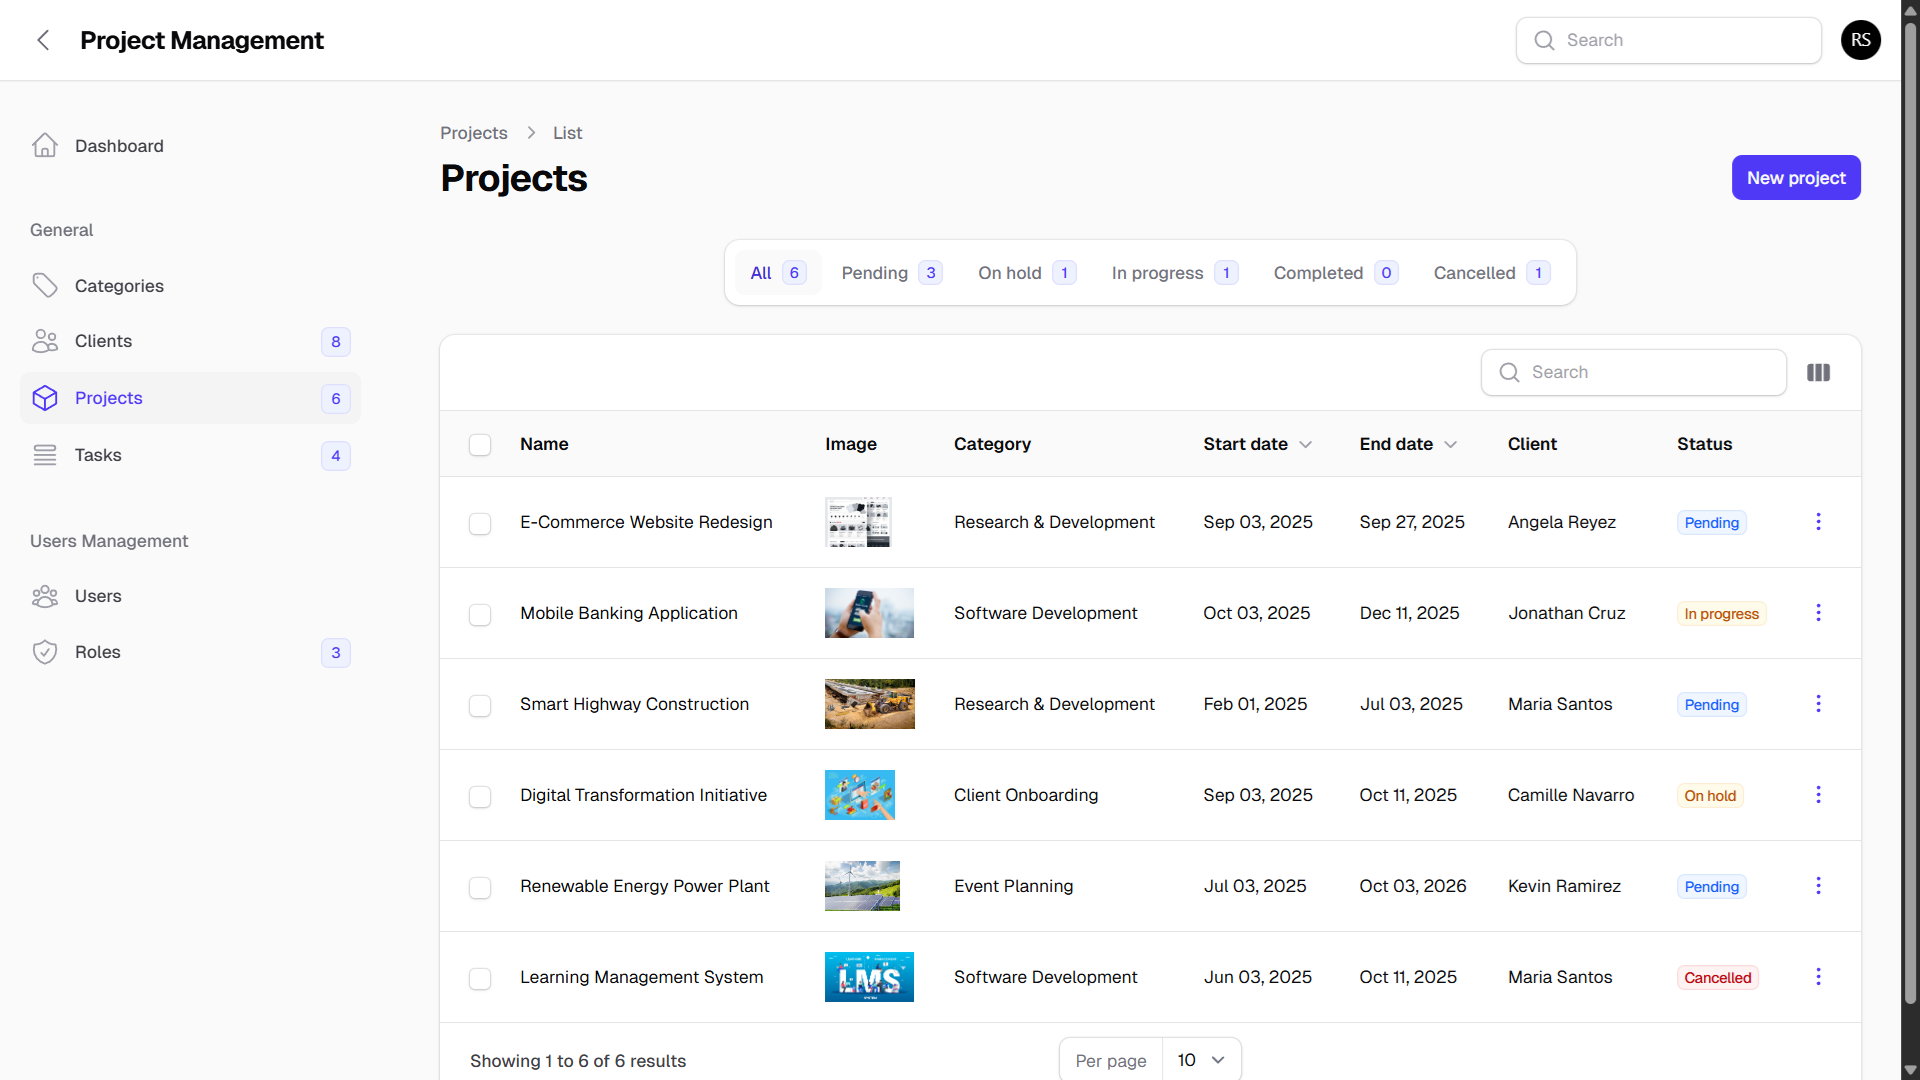 Project Management
Search
RS
Dashboard
General
Categories
Clients 8
Projects 6
Tasks 4
Users Management
Users
Roles 3
Projects > List
Projects
New project
All 6 Pending 3 On hold 1 In progress 1 Completed 0 Cancelled 1
Search
Name Image Category Start date End date Client Status
E-Commerce Website Redesign Research & Development Sep 03, 2025 Sep 27, 2025 Angela Reyez Pending
Mobile Banking Application Software Development Oct 03, 2025 Dec 11, 2025 Jonathan Cruz In progress
Smart Highway Construction Research & Development Feb 01, 2025 Jul 03, 2025 Maria Santos Pending
Digital Transformation Initiative Client Onboarding Sep 03, 2025 Oct 11, 2025 Camille Navarro On hold
Renewable Energy Power Plant Event Planning Jul 03, 2025 Oct 03, 2026 Kevin Ramirez Pending
Learning Management System LMS Software Development Jun 03, 2025 Oct 11, 2025 Maria Santos Cancelled
Showing 1 to 6 of 6 results Per page 10